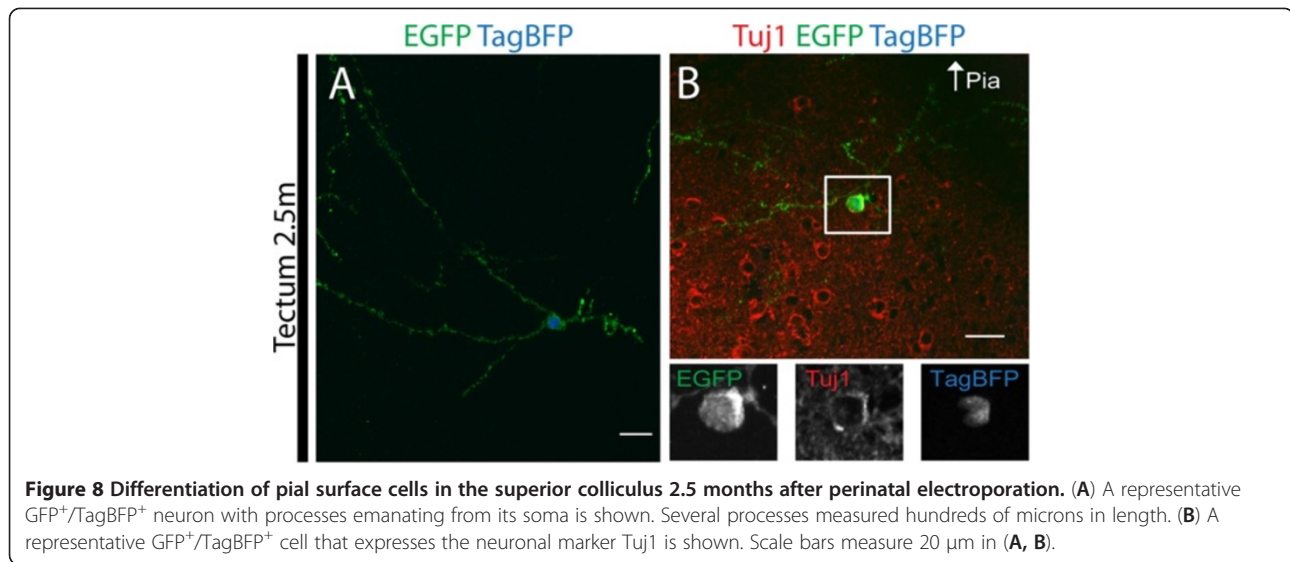 EGFP TagBFP
Tuj1 EGFP TagBFP
Tectum 2.5m
A
B
↑Pia
EGFP
Tuj1
TagBFP
Figure 8 Differentiation of pial surface cells in the superior colliculus 2.5 months after perinatal electroporation. (A) A representative
GFP⁺/TagBFP⁺ neuron with processes emanating from its soma is shown. Several processes measured hundreds of microns in length. (B) A
representative GFP⁺/TagBFP⁺ cell that expresses the neuronal marker Tuj1 is shown. Scale bars measure 20 μm in (A, B).